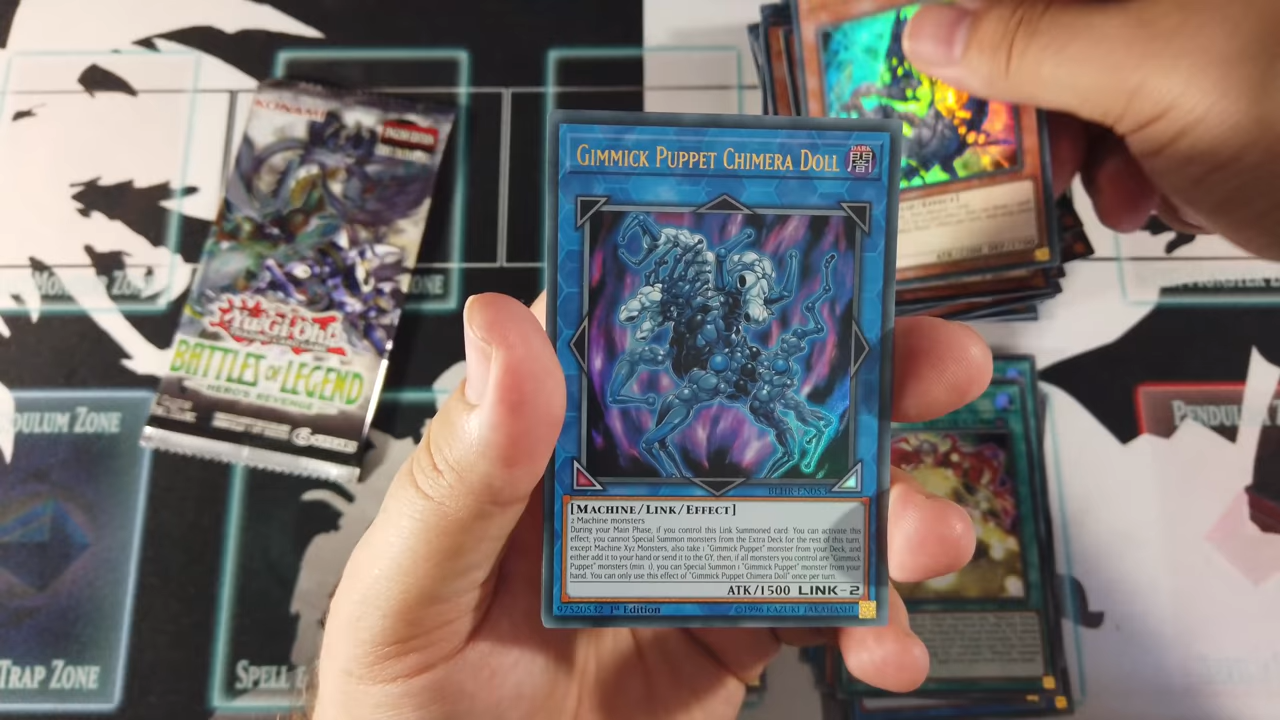 KONAMI
Yu-Gi-Oh!
BATTLES OF LEGEND
HERO'S REVENGE
GIMMICK PUPPET CHIMERA DOLL
DARK
闇
BLHR-EN053
[MACHINE/LINK/EFFECT]
2 Machine monsters
During your Main Phase, if you control this Link Summoned card: You can activate this
effect; you cannot Special Summon monsters from the Extra Deck for the rest of this turn,
except Machine Xyz Monsters, also take 1 "Gimmick Puppet" monster from your Deck, and
either add it to your hand or send it to the GY, then, if all monsters you control are "Gimmick
Puppet" monsters (min. 1), you can Special Summon 1 "Gimmick Puppet" monster from your
hand. You can only use this effect of "Gimmick Puppet Chimera Doll" once per turn.
ATK/1500 LINK-2
97520532 1st Edition
©1996 KAZUKI TAKAHASHI
ZONE
PENDULUM
DULUM ZONE
TRAP ZONE
SPELL &